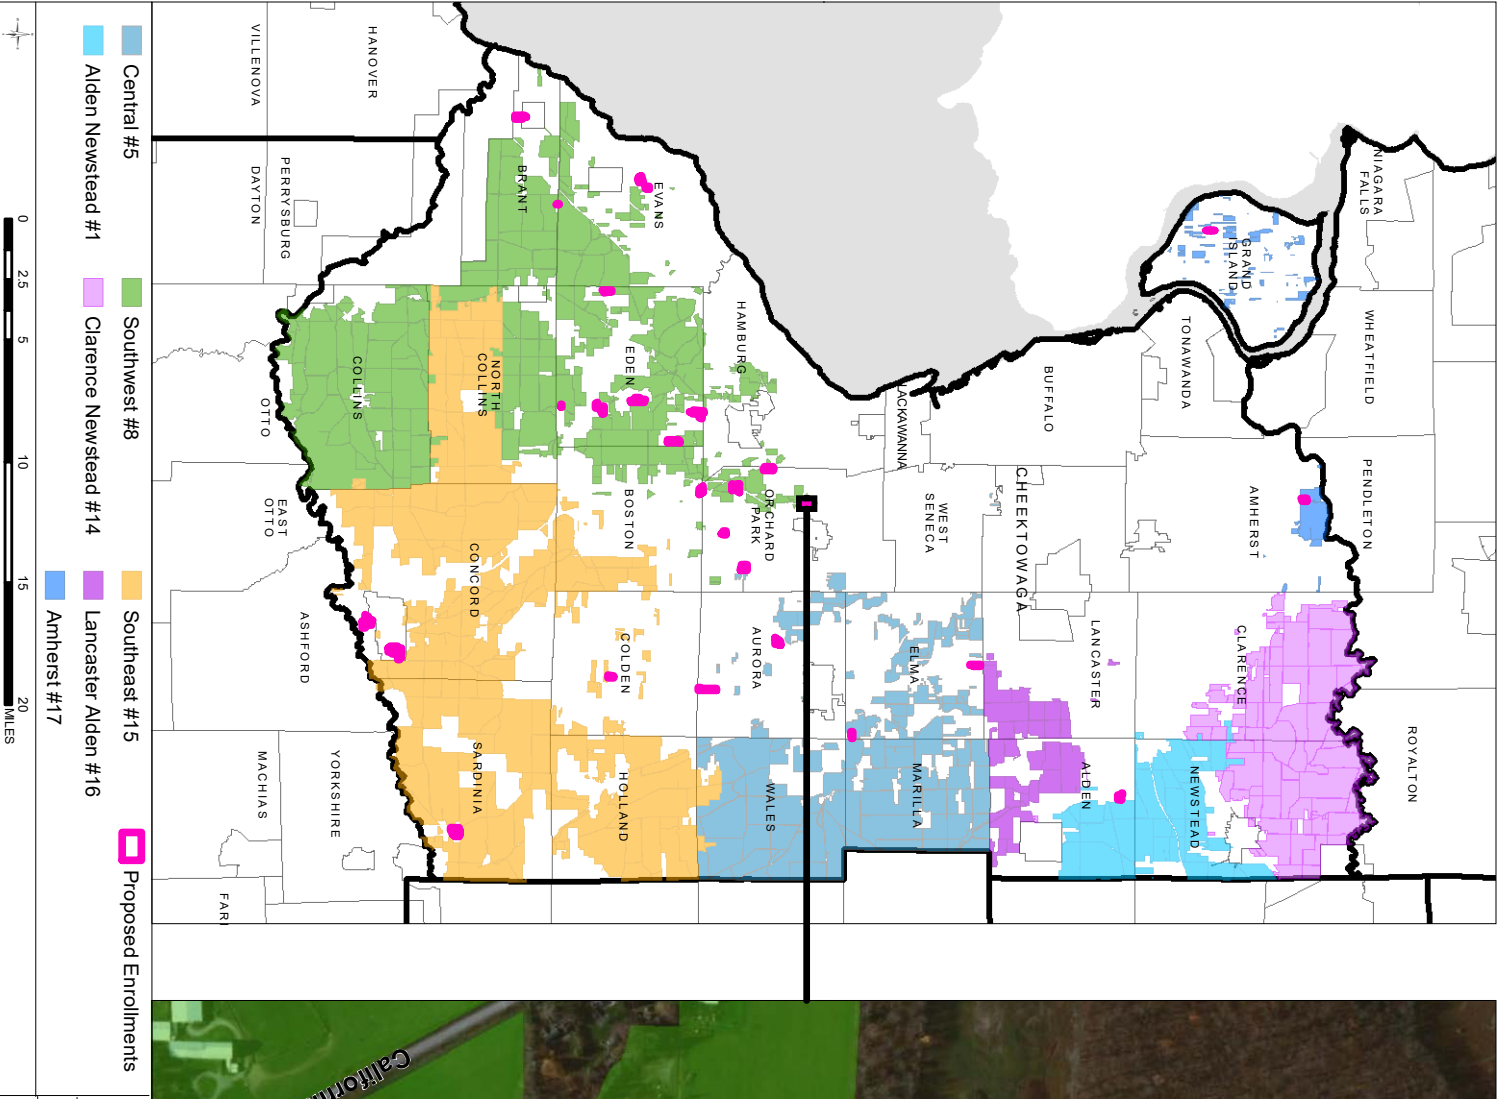 NIAGARA
FALLS
WHEATFIELD
PENDLETON
ROYALTON
GRAND
ISLAND
TONAWANDA
AMHERST
CLARENCE
NEWSTEAD
BUFFALO
CHEEKTOWAGA
LANCASTER
ALDEN
LACKAWANNA
WEST
SENECA
ELMA
MARILLA
HAMBURG
ORCHARD
PARK
AURORA
WALES
EVANS
EDEN
BOSTON
COLDEN
HOLLAND
BRANT
NORTH
COLLINS
CONCORD
SARDINIA
COLLINS
HANOVER
VILLENOVA
PERRYSBURG
DAYTON
OTTO
EAST
OTTO
ASHFORD
YORKSHIRE
MACHIAS
FARI
Californi
Central #5
Southwest #8
Southeast #15
Proposed Enrollments
Alden Newstead #1
Clarence Newstead #14
Lancaster Alden #16
Amherst #17
0 2.5 5 10 15 20
MILES